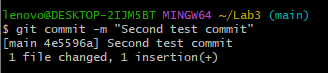 lenovo@DESKTOP-2IJM5BT MINGW64 ~/Lab3 (main)
$ git commit -m "Second test commit"
[main 4e5596a] Second test commit
 1 file changed, 1 insertion(+)